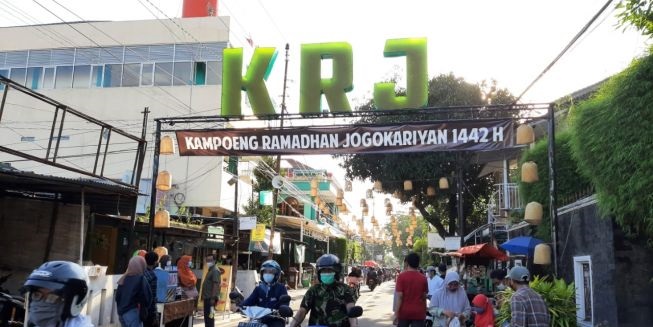 KRJ
KAMPOENG RAMADHAN JOGOKARIYAN 1442 H